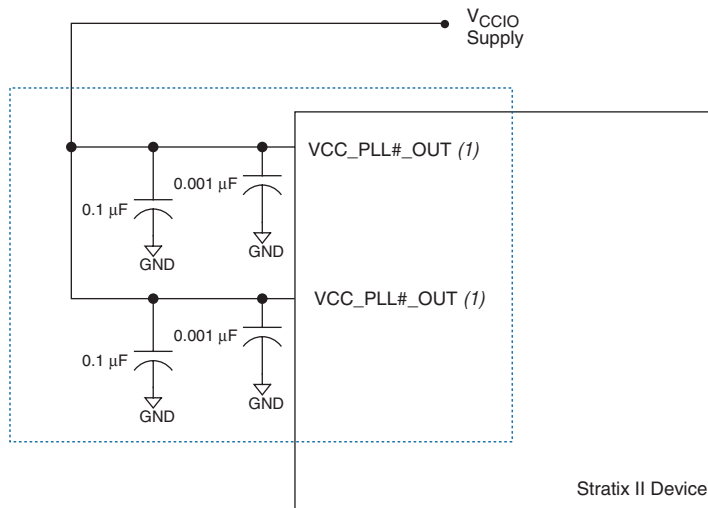 VCCIO
Supply
VCC_PLL#_OUT (1)
0.001 µF
0.1 µF
GND
GND
VCC_PLL#_OUT (1)
0.001 µF
0.1 µF
GND
GND
Stratix II Device